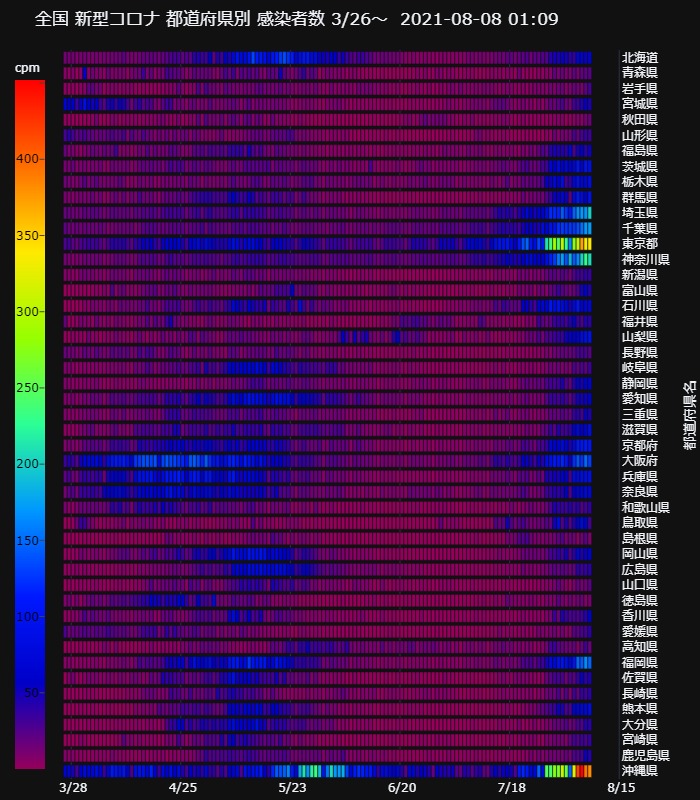 全国 新型コロナ 都道府県別 感染者数 3/26～ 2021-08-08 01:09
cpm
400
350
300
250
200
150
100
50
北海道
青森県
岩手県
宮城県
秋田県
山形県
福島県
茨城県
栃木県
群馬県
埼玉県
千葉県
東京都
神奈川県
新潟県
富山県
石川県
福井県
山梨県
長野県
岐阜県
静岡県
愛知県
三重県
滋賀県
京都府
大阪府
兵庫県
奈良県
和歌山県
鳥取県
島根県
岡山県
広島県
山口県
徳島県
香川県
愛媛県
高知県
福岡県
佐賀県
長崎県
熊本県
大分県
宮崎県
鹿児島県
沖縄県
都道府県名
3/28 4/25 5/23 6/20 7/18 8/15